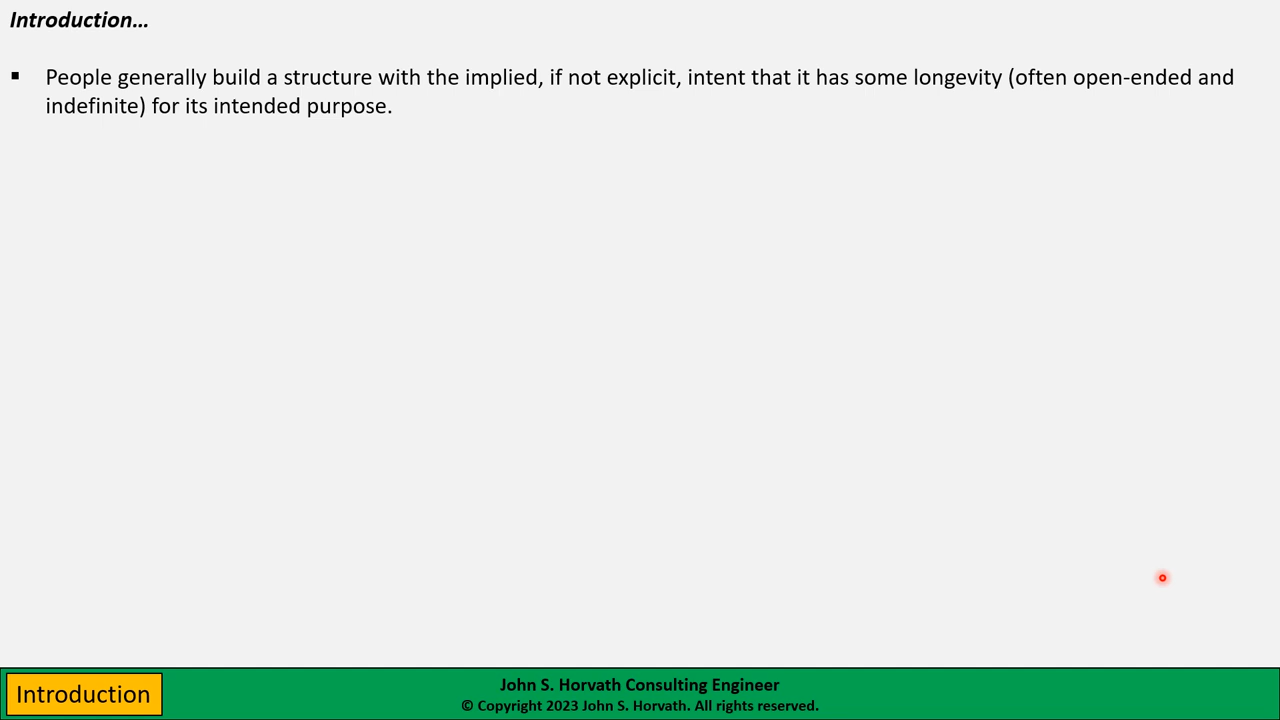 Introduction…
▪ People generally build a structure with the implied, if not explicit, intent that it has some longevity (often open-ended and
indefinite) for its intended purpose.
Introduction
John S. Horvath Consulting Engineer
© Copyright 2023 John S. Horvath. All rights reserved.